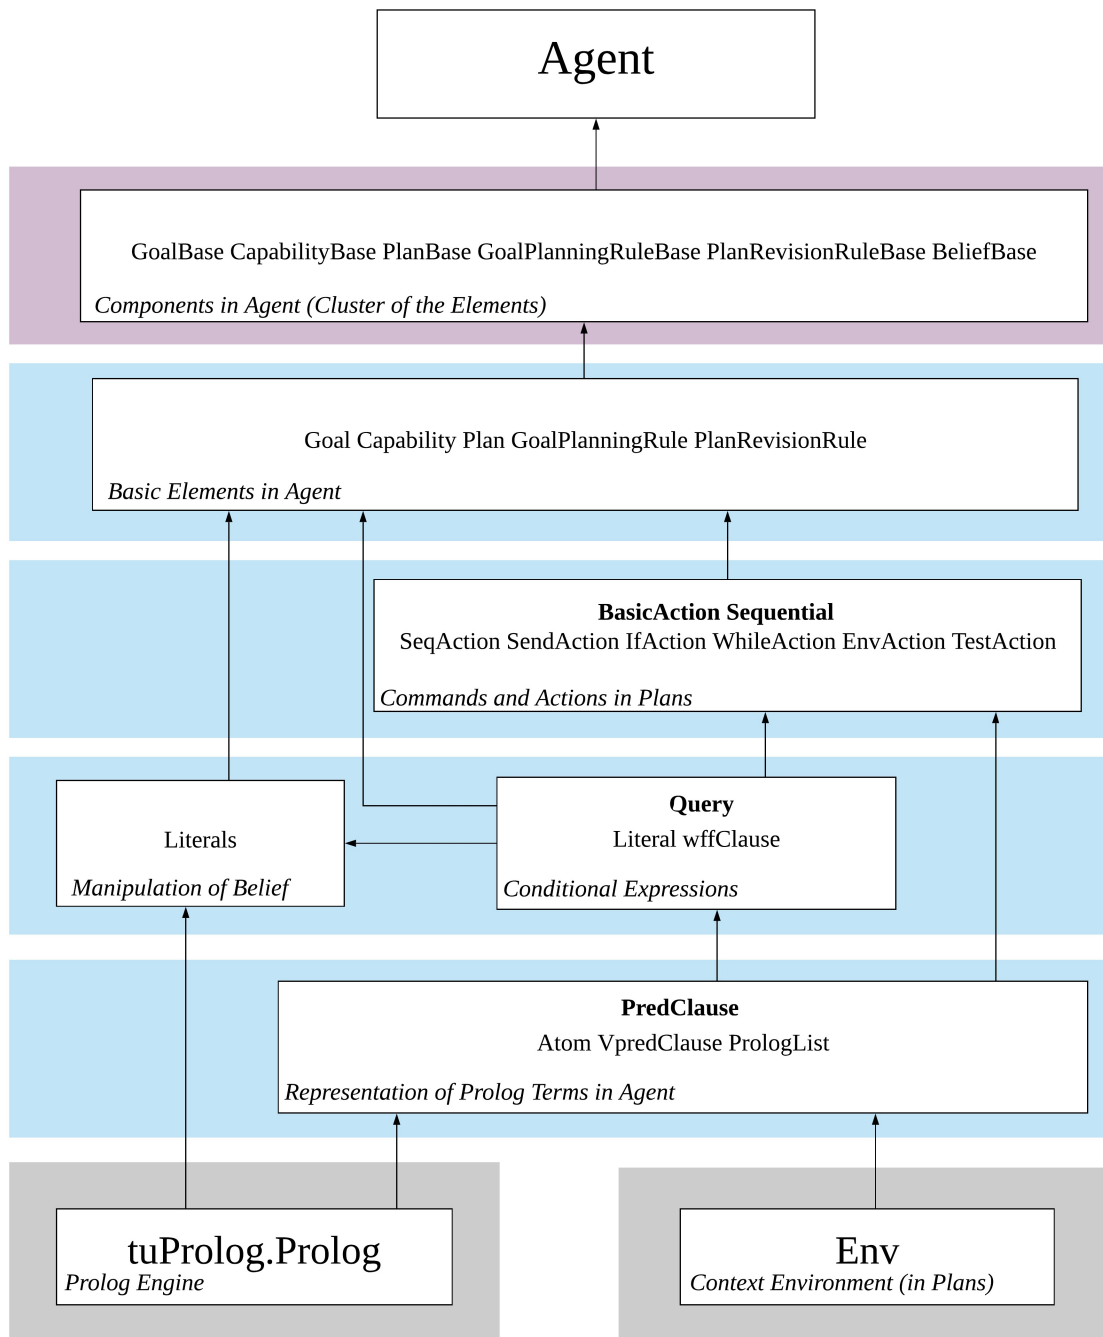 Agent
GoalBase CapabilityBase PlanBase GoalPlanningRuleBase PlanRevisionRuleBase BeliefBase
Components in Agent (Cluster of the Elements)
Goal Capability Plan GoalPlanningRule PlanRevisionRule
Basic Elements in Agent
BasicAction Sequential
SeqAction SendAction IfAction WhileAction EnvAction TestAction
Commands and Actions in Plans
Literals
Manipulation of Belief
Query
Literal wffClause
Conditional Expressions
PredClause
Atom VpredClause PrologList
Representation of Prolog Terms in Agent
tuProlog.Prolog
Prolog Engine
Env
Context Environment (in Plans)